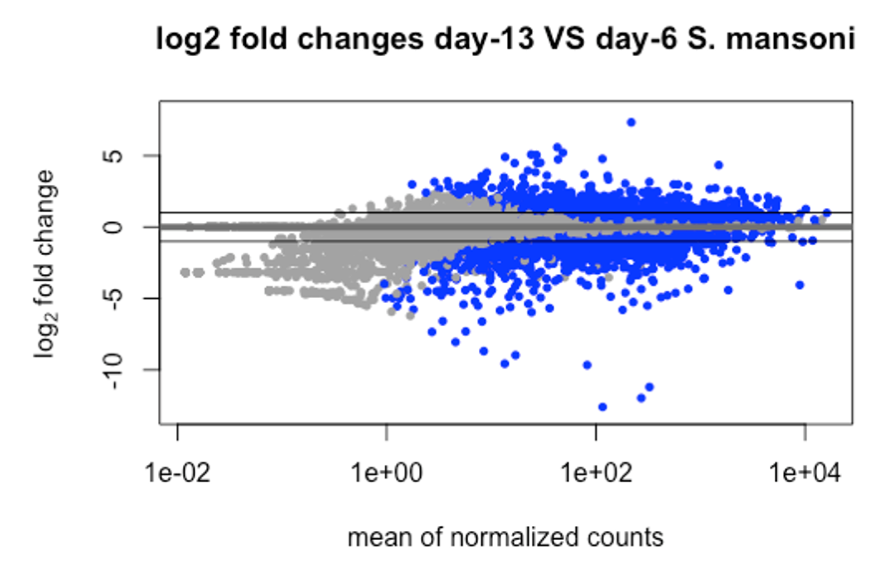 log2 fold changes day-13 VS day-6 S. mansoni
log₂ fold change
5
0
-5
-10
1e-02 1e+00 1e+02 1e+04
mean of normalized counts